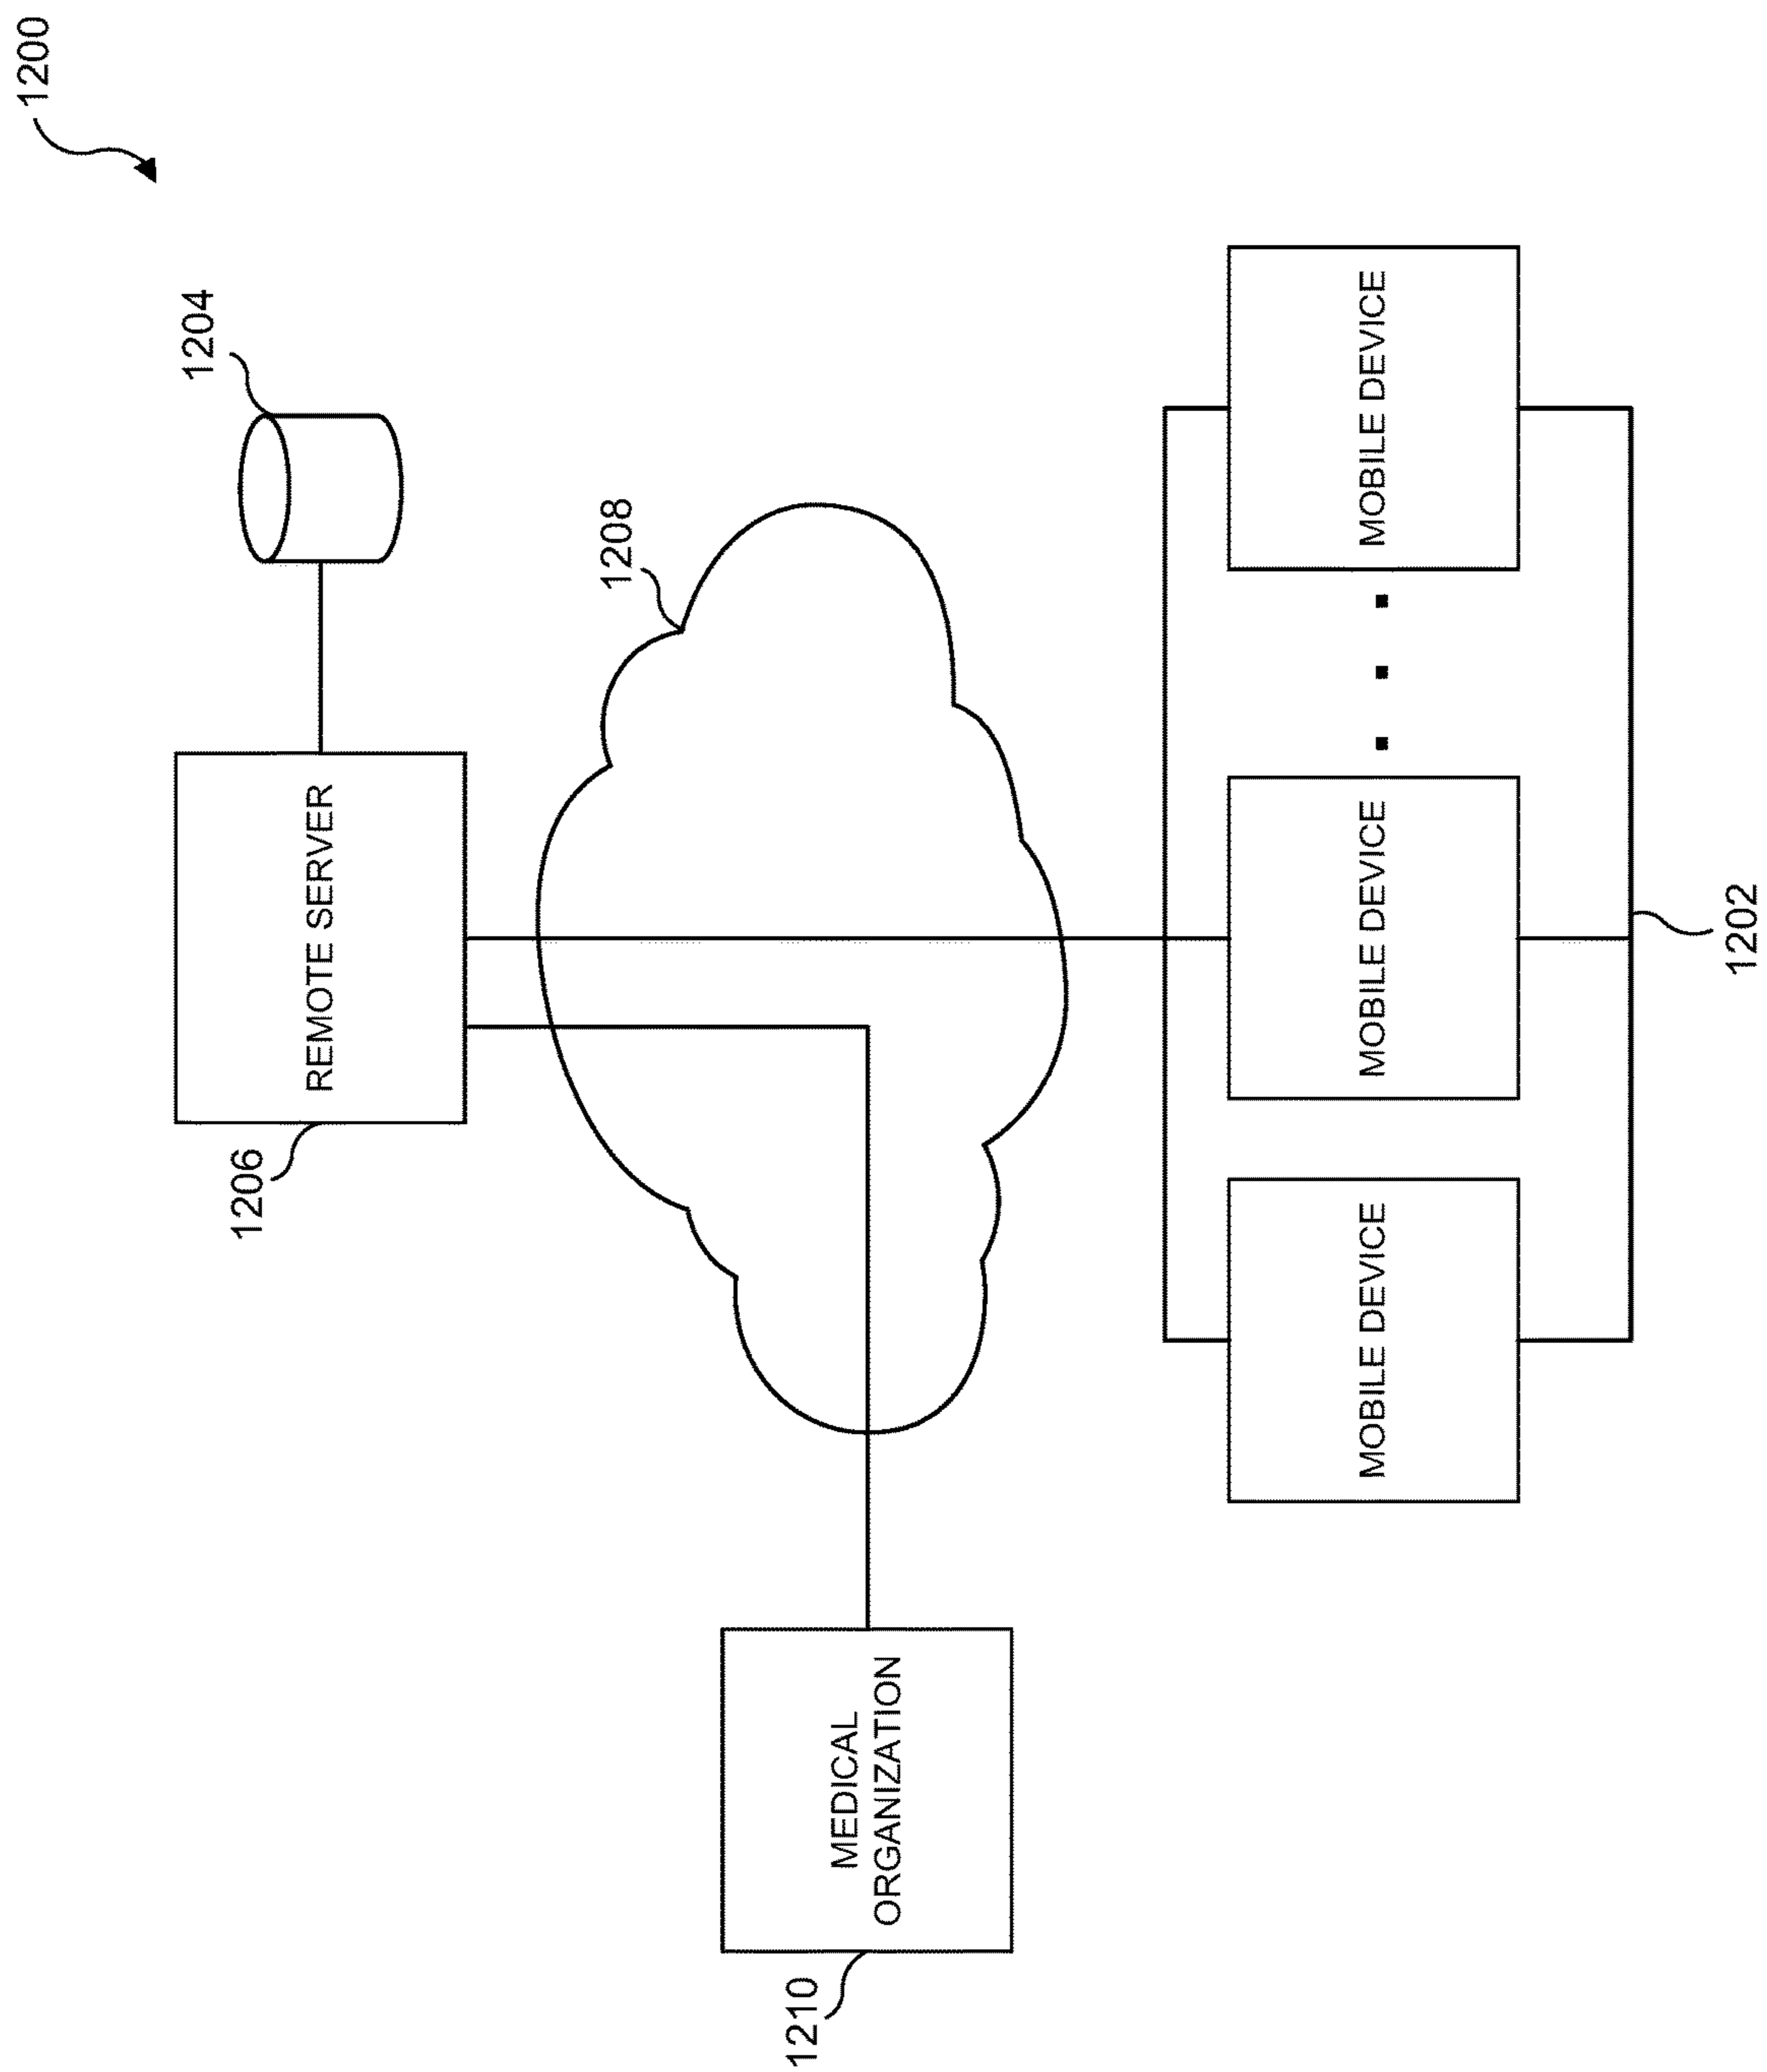 1200
1204
1206
REMOTE SERVER
1208
1210
MEDICAL
ORGANIZATION
MOBILE DEVICE
MOBILE DEVICE
MOBILE DEVICE
1202